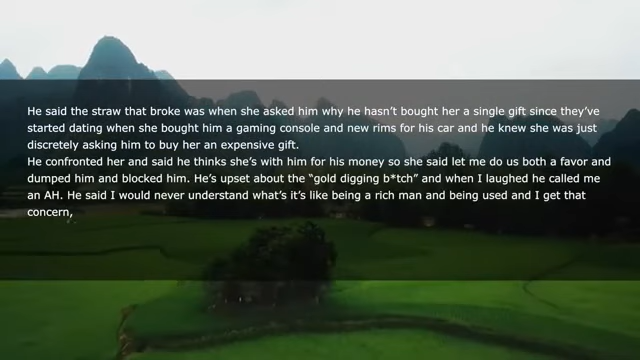 He said the straw that broke was when she asked him why he hasn't bought her a single gift since they've
started dating when she bought him a gaming console and new rims for his car and he knew she was just
discretely asking him to buy her an expensive gift.
He confronted her and said he thinks she's with him for his money so she said let me do us both a favor and
dumped him and blocked him. He's upset about the “gold digging b*tch” and when I laughed he called me
an AH. He said I would never understand what's it's like being a rich man and being used and I get that
concern,